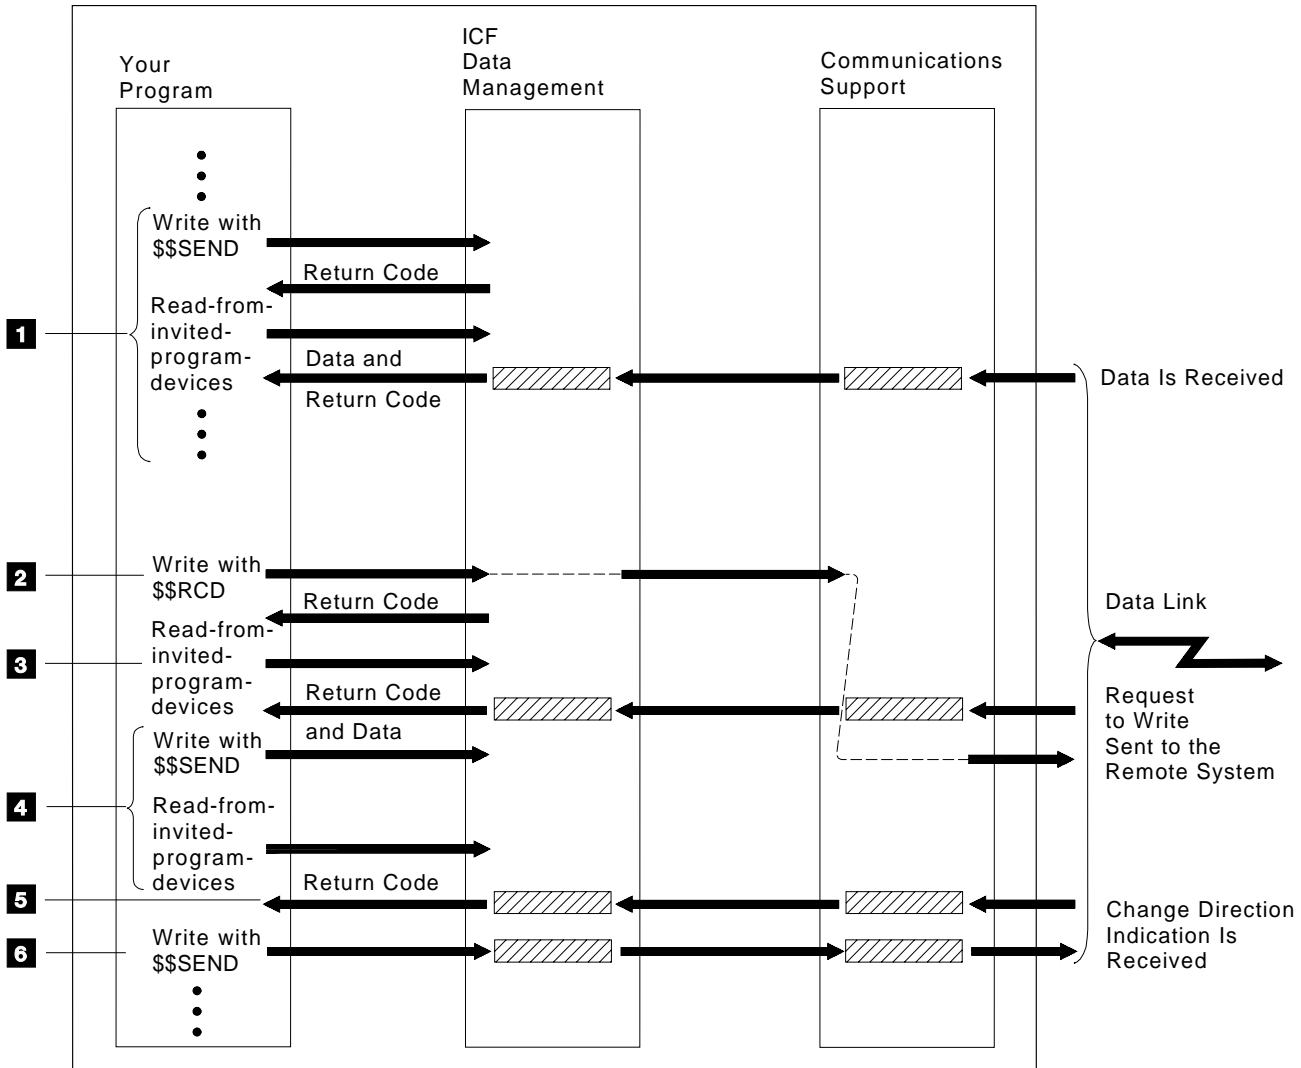 Your
Program
ICF
Data
Management
Communications
Support
Write with
$$SEND
Return Code
1
Read-from-
invited-
program-
devices
Data and
Return Code
Data Is Received
2
Write with
$$RCD
Return Code
3
Read-from-
invited-
program-
devices
Return Code
and Data
Data Link
Request
to Write
Sent to the
Remote System
4
Write with
$$SEND
Read-from-
invited-
program-
devices
5
Return Code
Change Direction
Indication Is
Received
6
Write with
$$SEND